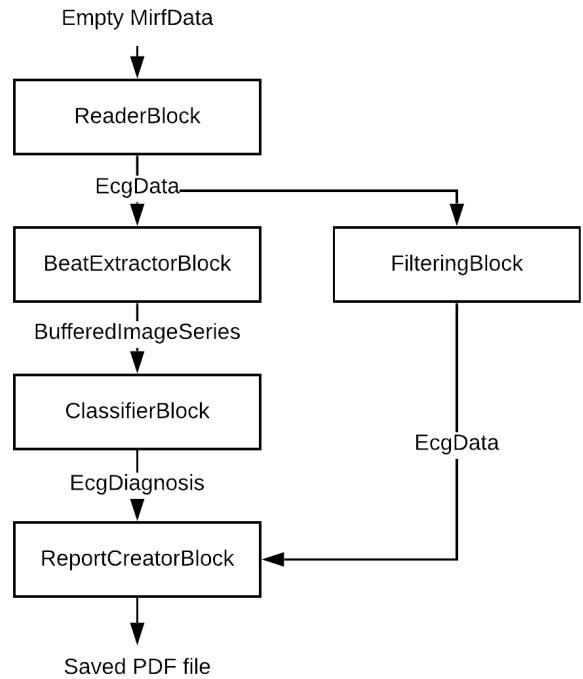 Empty MirfData
ReaderBlock
EcgData
BeatExtractorBlock
FilteringBlock
BufferedImageSeries
ClassifierBlock
EcgData
EcgDiagnosis
ReportCreatorBlock
Saved PDF file